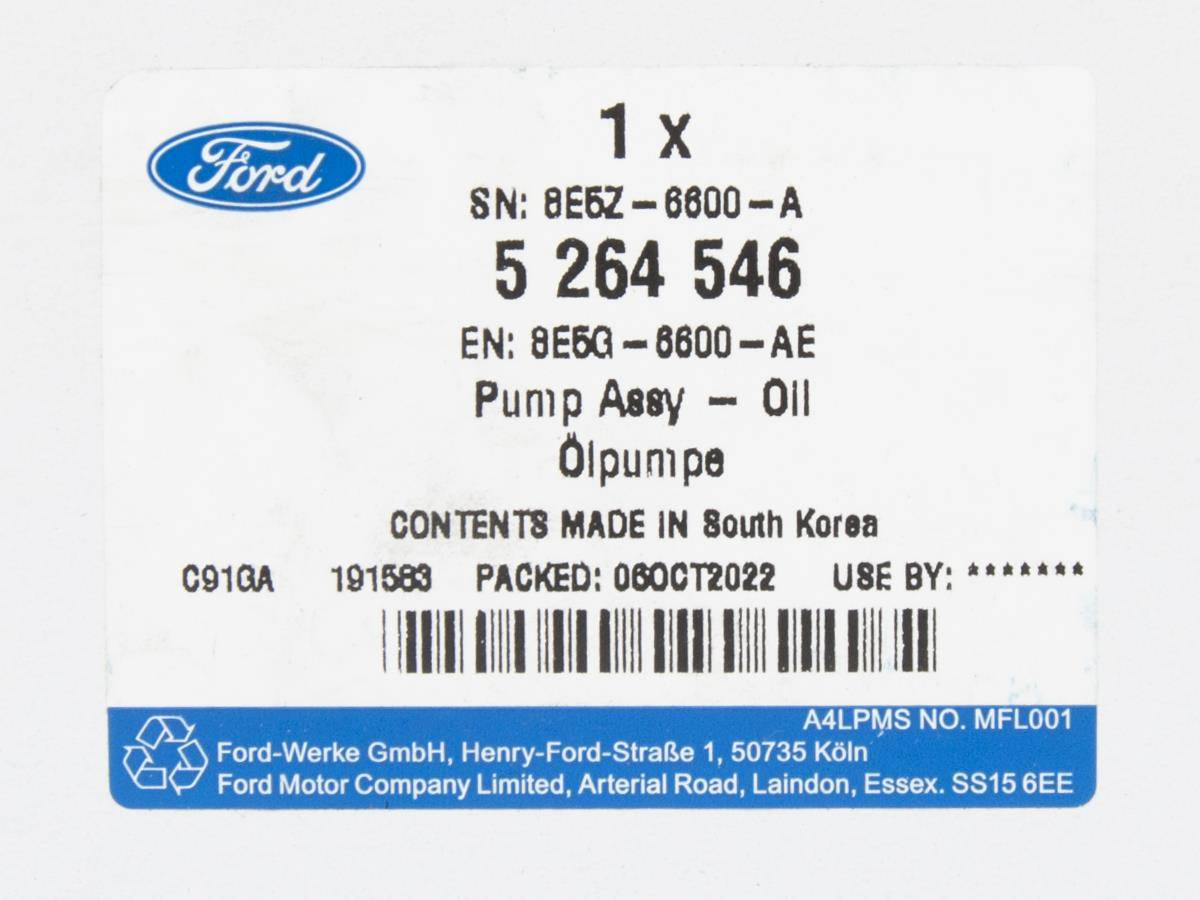 Ford
1 x
SN: 8E5Z-6600-A
5 264 546
EN: 8E5G-6600-AE
Pump Assy - Oil
Ölpumpe
CONTENTS MADE IN South Korea
C91GA 191583 PACKED: 06OCT2022 USE BY: *******
A4LPMS NO. MFL001
Ford-Werke GmbH, Henry-Ford-Straße 1, 50735 Köln
Ford Motor Company Limited, Arterial Road, Laindon, Essex. SS15 6EE